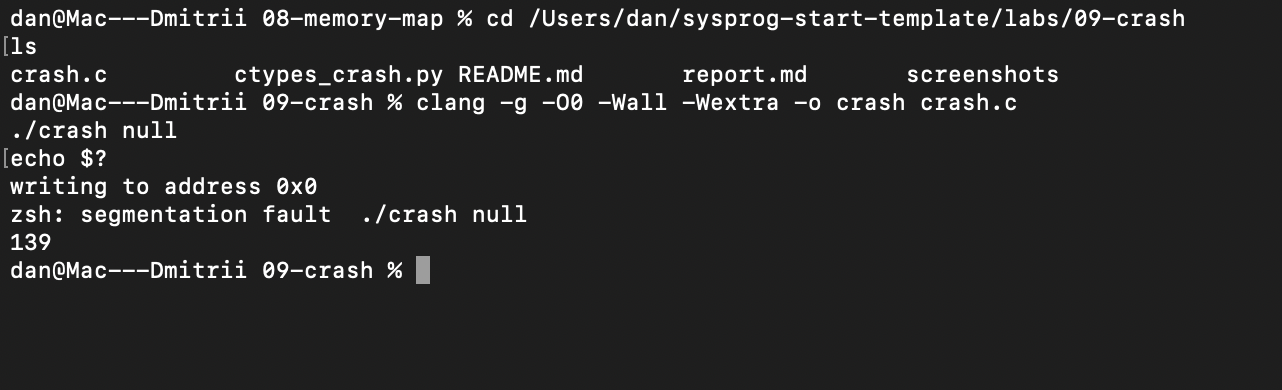 dan@Mac---Dmitrii 08-memory-map % cd /Users/dan/sysprog-start-template/labs/09-crash
[ls
crash.c ctypes_crash.py README.md report.md screenshots
dan@Mac---Dmitrii 09-crash % clang -g -O0 -Wall -Wextra -o crash crash.c
./crash null
[echo $?
writing to address 0x0
zsh: segmentation fault  ./crash null
139
dan@Mac---Dmitrii 09-crash %